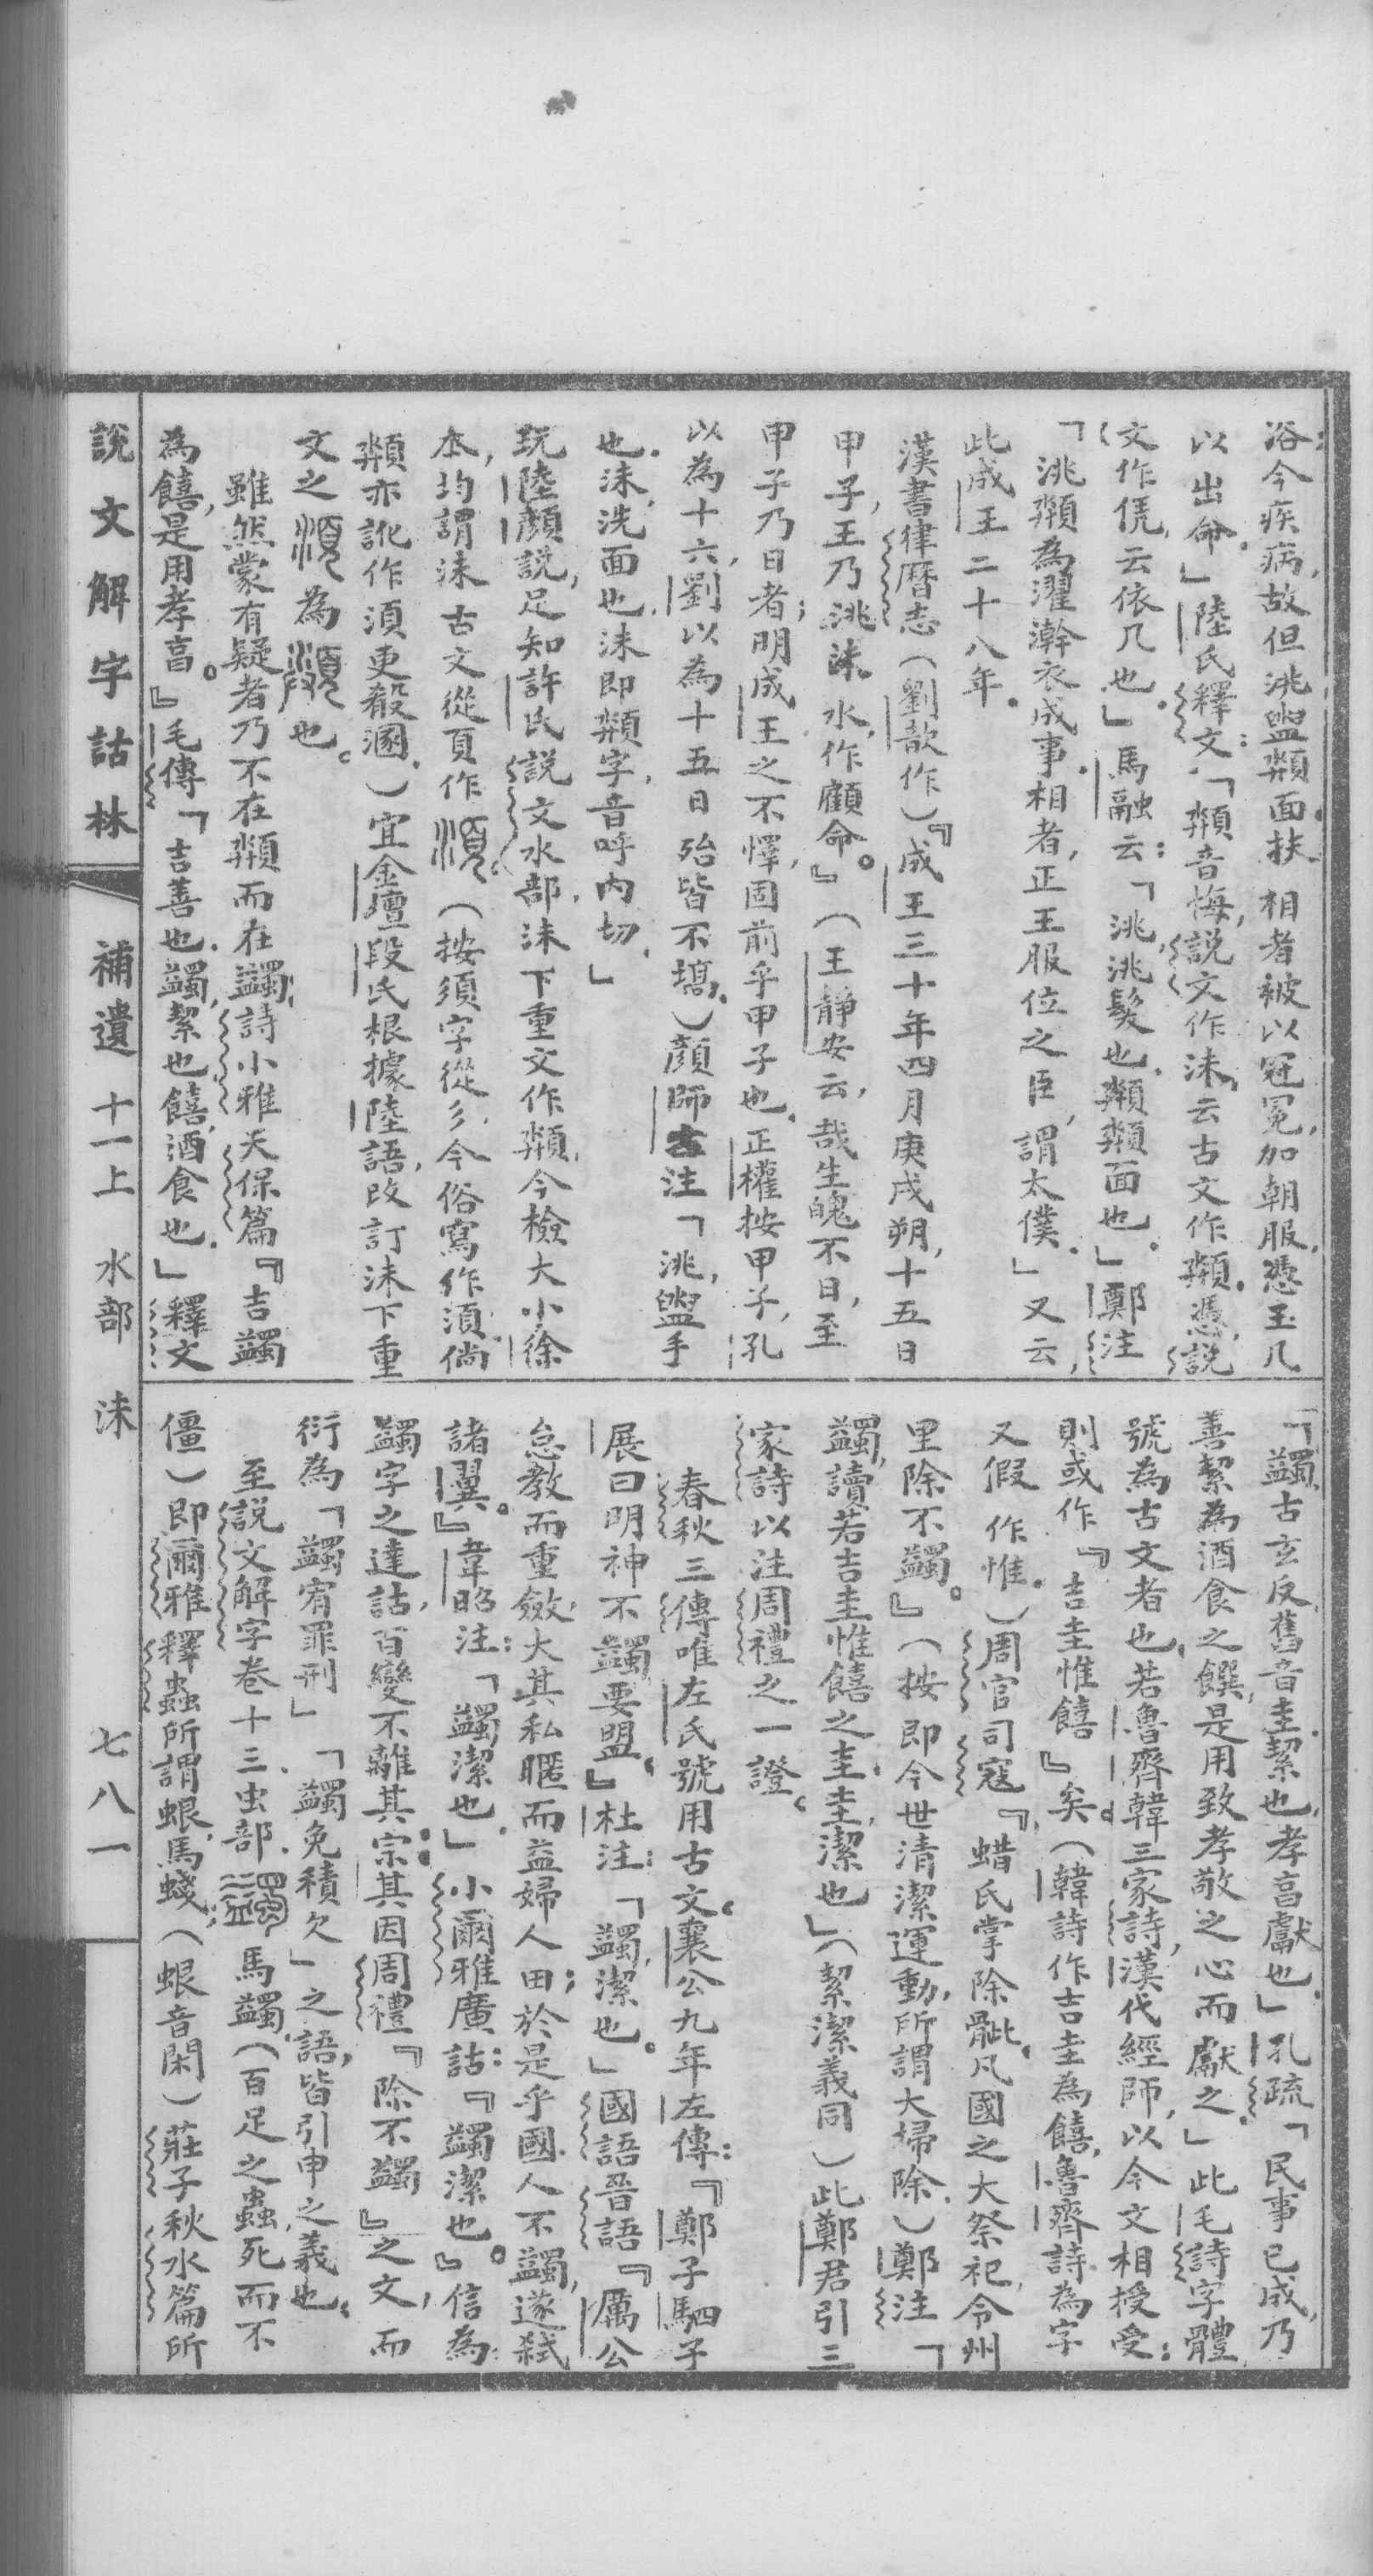 浴今疾病，故但洮盥頮面，扶相者被以冠冕，加朝服，憑玉几
以出命。」陸氏釋文：「頮音悔，説文作沬，云古文作頮。憑，説
文作凭，云依几也。」馬融云：「洮洮髮也，頮頮面也。」鄭注
「洮頮為濯澣衣成事，相者，正王服位之臣，謂太僕。」又云，
此成王二十八年。
漢書律曆志（劉歆作）『成王三十年四月庚戌朔，十五日
甲子，王乃洮沬水，作顧命。』（王靜安云，哉生魄不日，至
甲子乃日者；明成王之不懌，固前乎甲子也。正權按甲子，孔
以為十六，劉以為十五日殆皆不塙。）顏師古注「洮，盥手
也。沬，洗面也。沬即頮字，音呼内切。」
玩陸顏説，足知許氏説文水部，沬下重文作頮，今檢大小徐
本，均謂沬古文從頁作湏，（按須字從彡，今俗寫作湏，倘
頮亦訛作湏更殽溷。）宜金壇段氏根據陸語，改訂沬下重
文之湏為頮也。
雖然蒙有疑者乃不在頮而在蠲，詩小雅天保篇『吉蠲
為饎，是用孝亯。』毛傳「吉善也，蠲，絜也，饎，酒食也。」釋文
「蠲，古玄反，舊音圭，絜也，孝亯獻也。」孔疏「民事已成，乃
善絜為酒食之饌，是用致孝敬之心而獻之。」此毛詩字體，
號為古文者也，若魯齊韓三家詩，漢代經師，以今文相授受：
則或作『吉圭惟饎』矣。（韓詩作吉圭為饎，魯齊詩為字
又假作惟。）周官司寇『蜡氏掌除骴，凡國之大祭祀，令州
里除不蠲。』（按即今世清潔運動，所謂大掃除。）鄭注「
蠲，讀若吉圭惟饎之圭，圭，潔也」（絜潔義同）此鄭君引三
家詩以注周禮之一證。
春秋三傳唯左氏號用古文，襄公九年左傳：『鄭子駟子
展曰明神不蠲要盟』杜注：「蠲，潔也。」國語晉語『厲公
怠教而重斂，大其私暱而益婦人田；於是乎國人不蠲，遂弑
諸翼。』韋昭注：「蠲潔也。」小爾雅廣詁：『蠲潔也。』信為
蠲字之達詁，百變不離其宗；其因周禮『除不蠲』之文，而
衍為「蠲宥罪刑」「蠲免積欠」之語，皆引申之義也。
至説文解字卷十三虫部，蠲馬蠲，（百足之蟲死而不
僵）即爾雅釋蟲所謂蛝，馬蝬；（蛝音閑）莊子秋水篇所
説文解字詁林 補遺 十一上 水部 沬 七八一